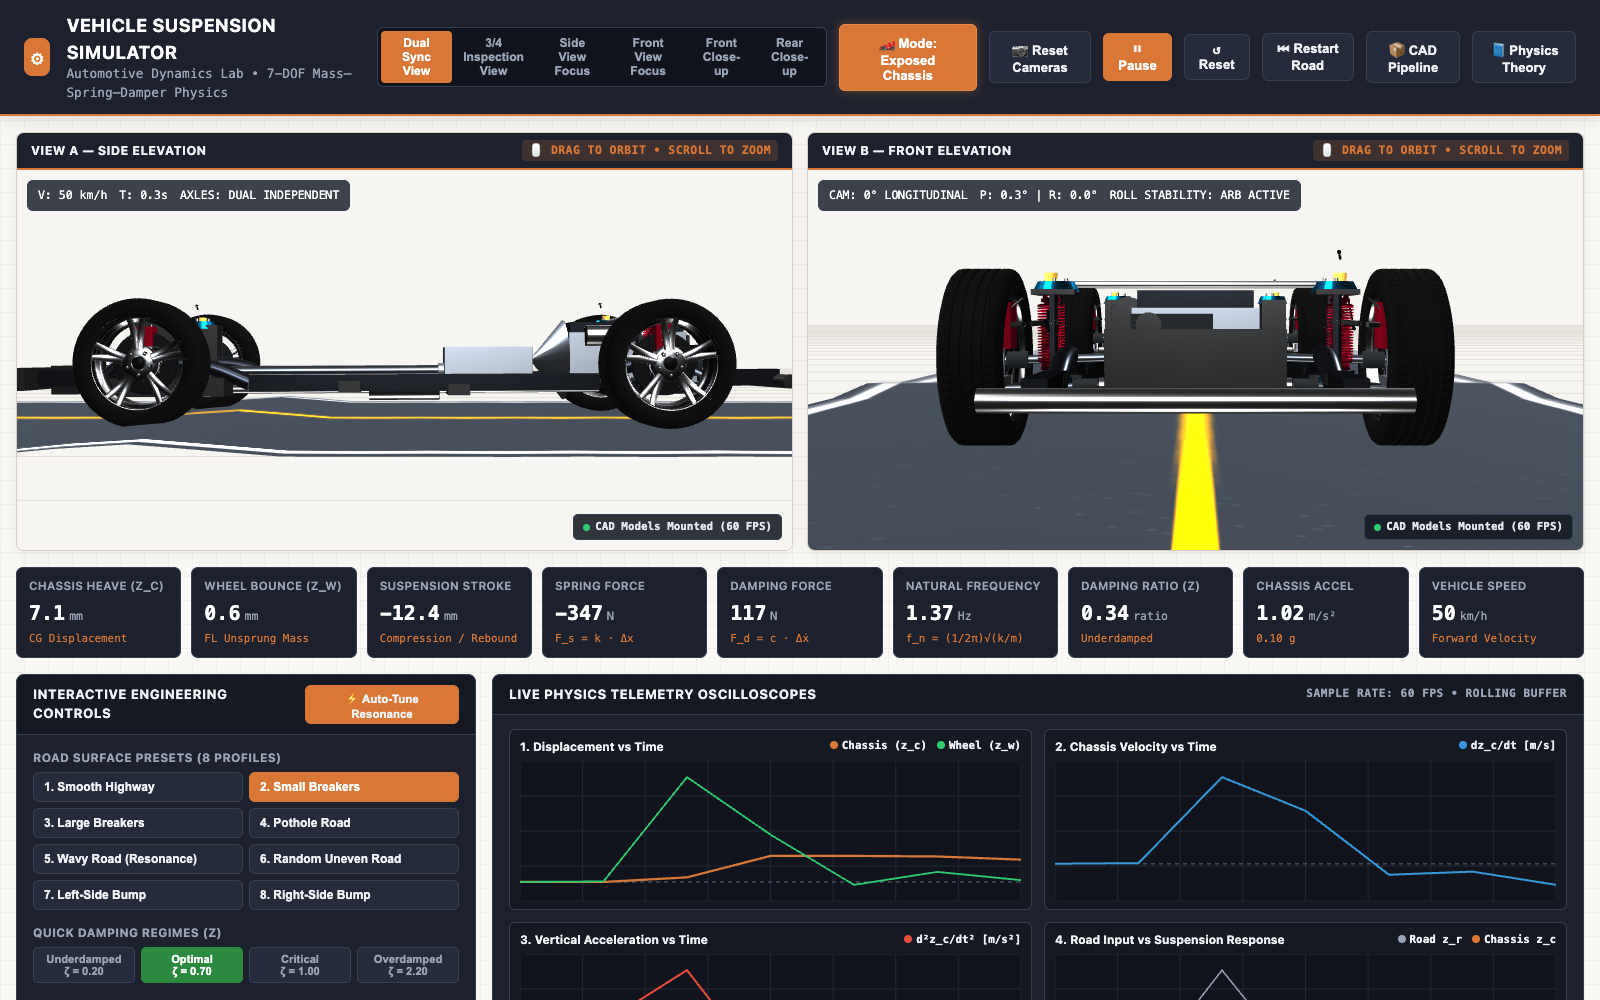 VEHICLE SUSPENSION
SIMULATOR
Automotive Dynamics Lab • 7-DOF Mass–
Spring–Damper Physics
Dual
Sync
View
3/4
Inspection
View
Side
View
Focus
Front
View
Focus
Front
Close-
up
Rear
Close-
up
Mode:
Exposed
Chassis
Reset
Cameras
Pause
Reset
Restart
Road
CAD
Pipeline
Physics
Theory
VIEW A — SIDE ELEVATION
DRAG TO ORBIT • SCROLL TO ZOOM
V: 50 km/h T: 0.3s AXLES: DUAL INDEPENDENT
CAD Models Mounted (60 FPS)
VIEW B — FRONT ELEVATION
DRAG TO ORBIT • SCROLL TO ZOOM
CAM: 0° LONGITUDINAL P: 0.3° | R: 0.0° ROLL STABILITY: ARB ACTIVE
CAD Models Mounted (60 FPS)
CHASSIS HEAVE (Z_C)
7.1 mm
CG Displacement
WHEEL BOUNCE (Z_W)
0.6 mm
FL Unsprung Mass
SUSPENSION STROKE
−12.4 mm
Compression / Rebound
SPRING FORCE
−347 N
F_s = k · Δx
DAMPING FORCE
117 N
F_d = c · Δẋ
NATURAL FREQUENCY
1.37 Hz
f_n = (1/2π)√(k/m)
DAMPING RATIO (Ζ)
0.34 ratio
Underdamped
CHASSIS ACCEL
1.02 m/s²
0.10 g
VEHICLE SPEED
50 km/h
Forward Velocity
INTERACTIVE ENGINEERING
CONTROLS
⚡ Auto-Tune
Resonance
ROAD SURFACE PRESETS (8 PROFILES)
1. Smooth Highway
2. Small Breakers
3. Large Breakers
4. Pothole Road
5. Wavy Road (Resonance)
6. Random Uneven Road
7. Left-Side Bump
8. Right-Side Bump
QUICK DAMPING REGIMES (Ζ)
Underdamped
ζ = 0.20
Optimal
ζ = 0.70
Critical
ζ = 1.00
Overdamped
ζ = 2.20
LIVE PHYSICS TELEMETRY OSCILLOSCOPES
SAMPLE RATE: 60 FPS • ROLLING BUFFER
1. Displacement vs Time
Chassis (z_c) Wheel (z_w)
2. Chassis Velocity vs Time
dz_c/dt [m/s]
3. Vertical Acceleration vs Time
d²z_c/dt² [m/s²]
4. Road Input vs Suspension Response
Road z_r Chassis z_c